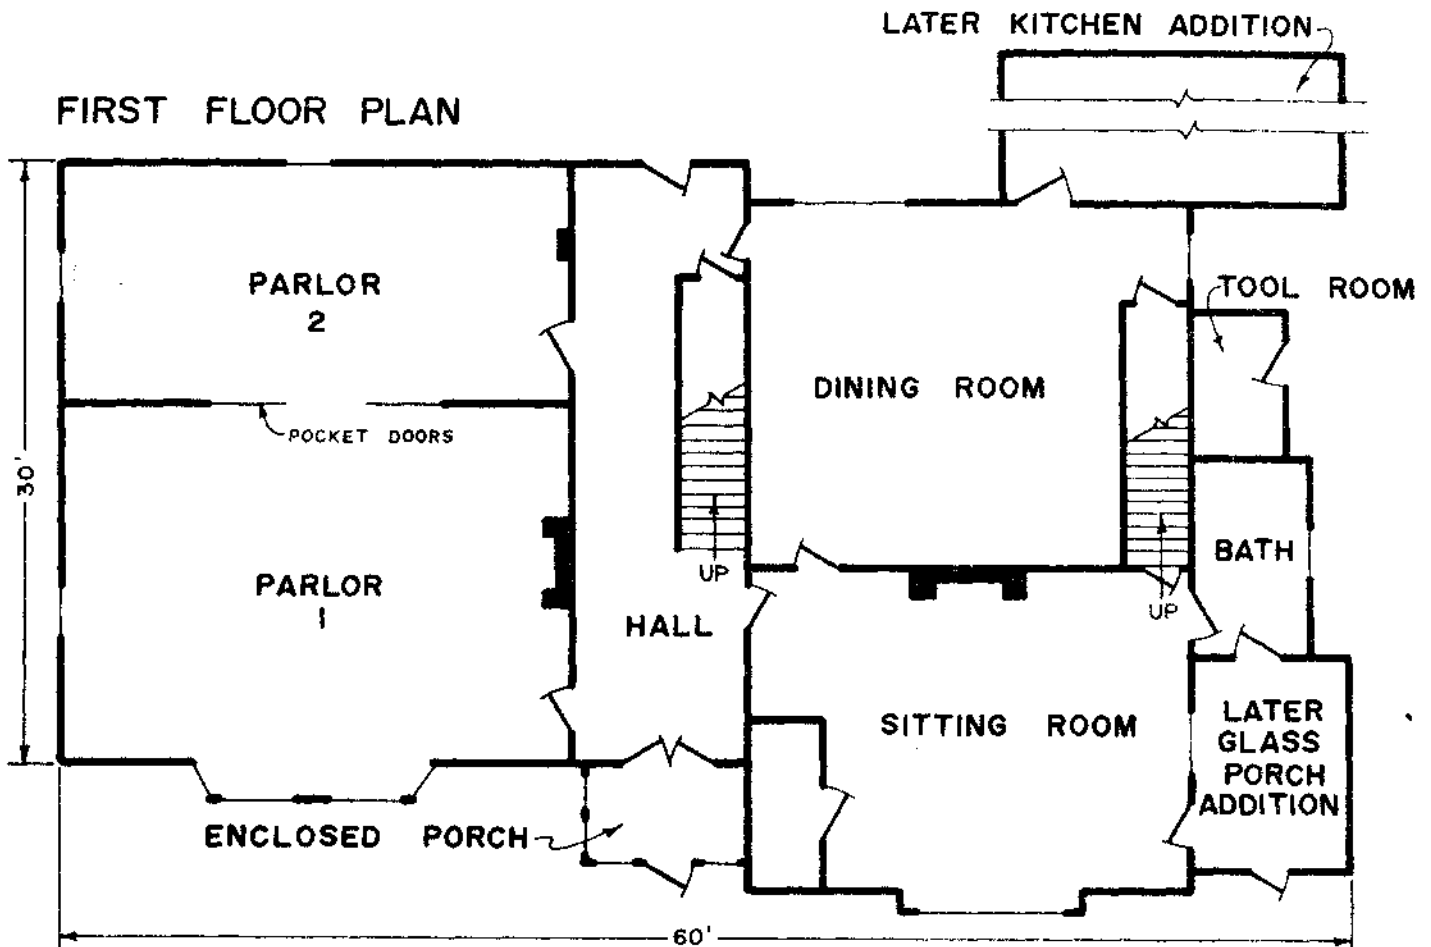 LATER KITCHEN ADDITION
FIRST FLOOR PLAN
PARLOR
2
TOOL ROOM
DINING ROOM
POCKET DOORS
30'
BATH
PARLOR
1
UP
UP
HALL
SITTING ROOM
LATER
GLASS
PORCH
ADDITION
ENCLOSED PORCH
60'